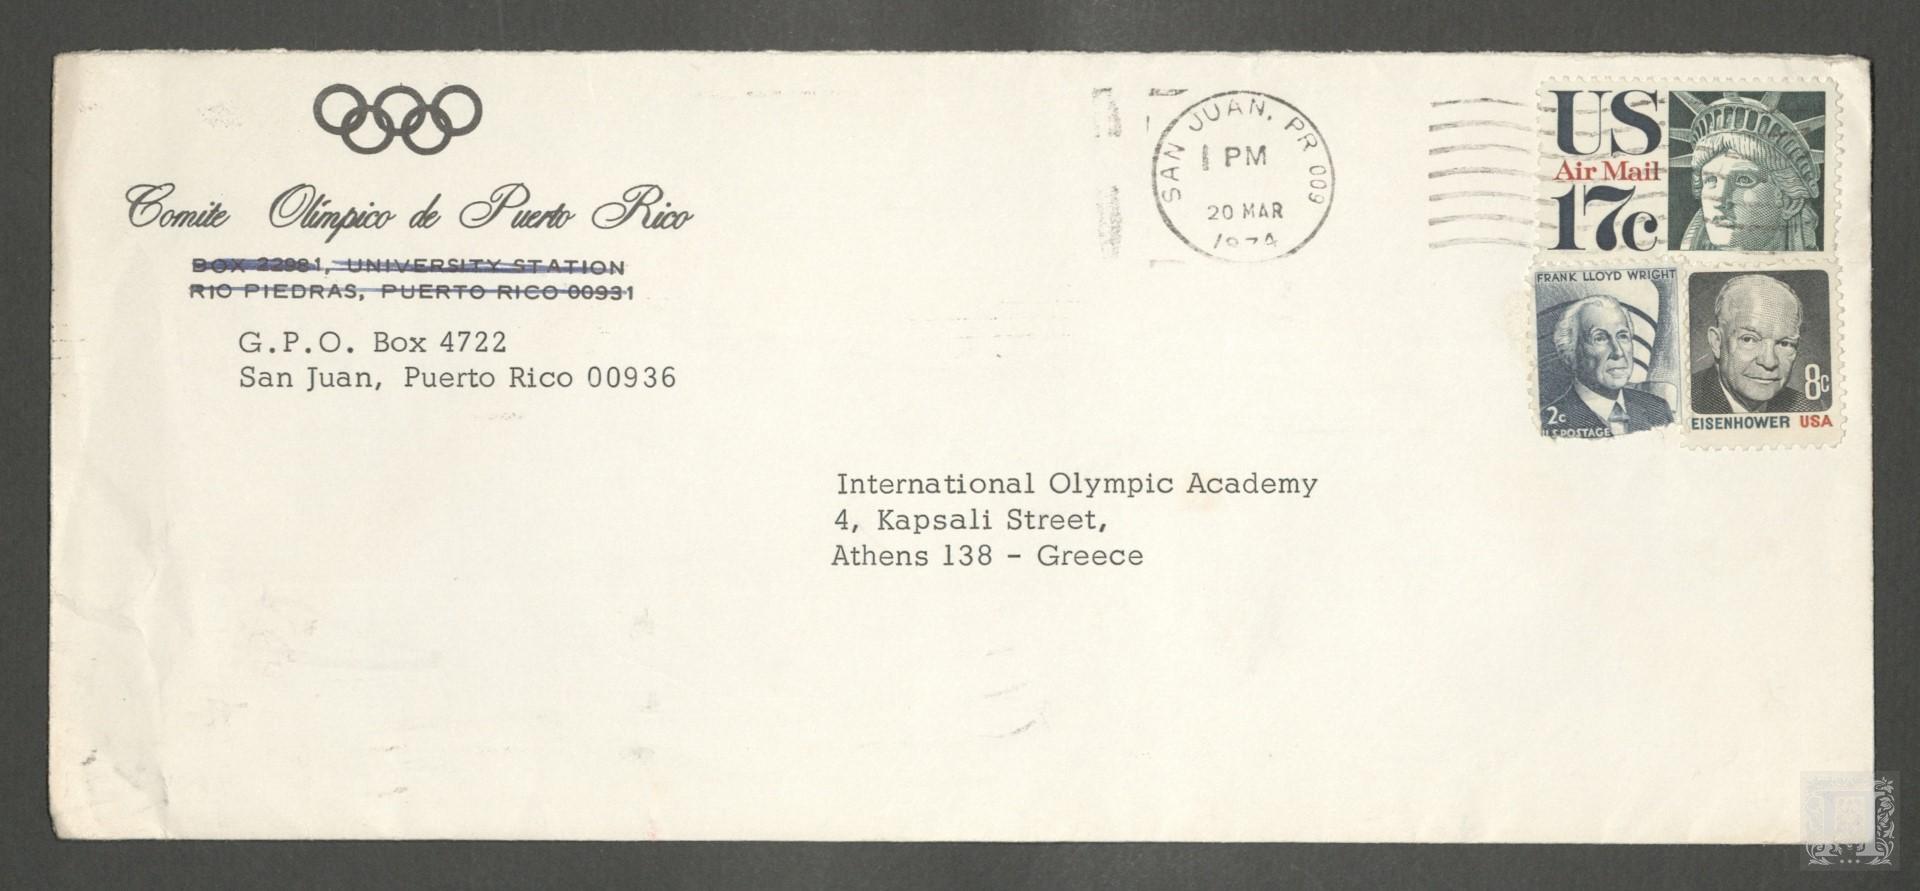 Comite Olímpico de Puerto Rico
BOX 22981, UNIVERSITY STATION
RIO PIEDRAS, PUERTO RICO 00931
G.P.O. Box 4722
San Juan, Puerto Rico 00936
SAN JUAN, PR 009
1 PM
20 MAR
1974
US
Air Mail
17c
FRANK LLOYD WRIGHT
2c
U.S. POSTAGE
8c
EISENHOWER USA
International Olympic Academy
4, Kapsali Street,
Athens 138 - Greece